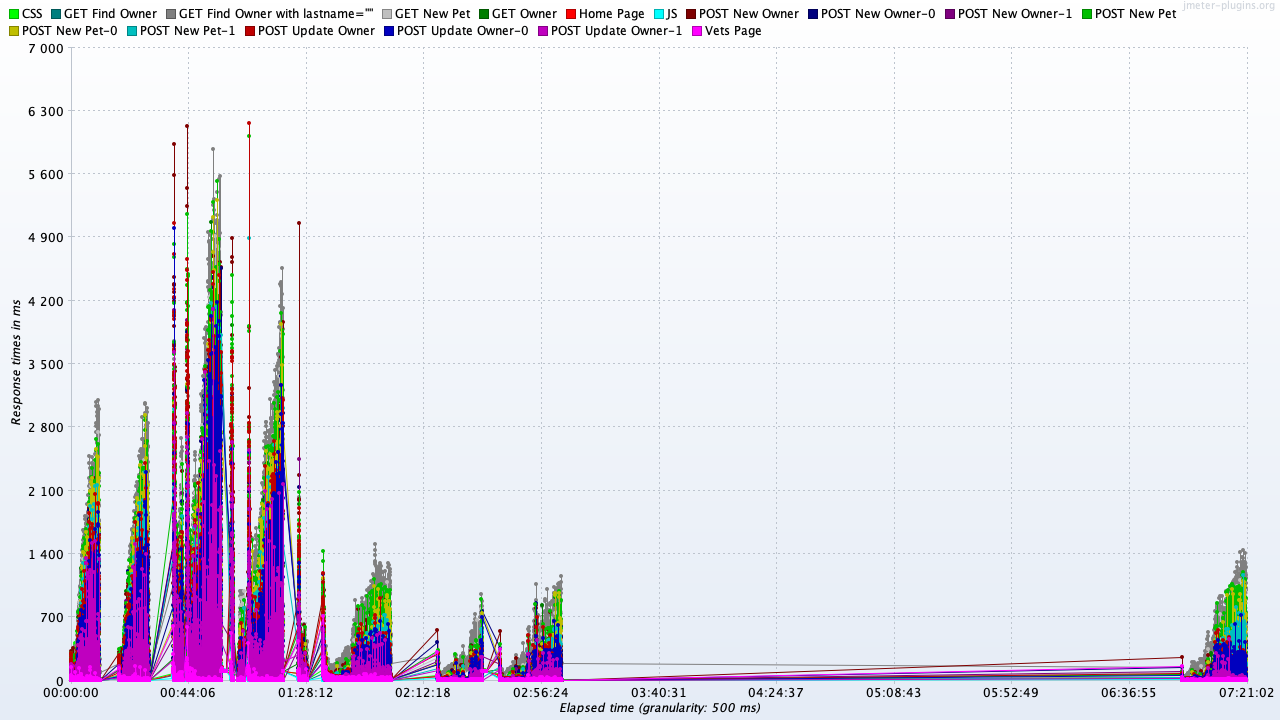 jmeter-plugins.org
CSS GET Find Owner GET Find Owner with lastname="" GET New Pet GET Owner Home Page JS POST New Owner POST New Owner-0 POST New Owner-1 POST New Pet
POST New Pet-0 POST New Pet-1 POST Update Owner POST Update Owner-0 POST Update Owner-1 Vets Page
7 000
6 300
5 600
4 900
4 200
3 500
2 800
2 100
1 400
700
0
Response times in ms
00:00:00 00:44:06 01:28:12 02:12:18 02:56:24 03:40:31 04:24:37 05:08:43 05:52:49 06:36:55 07:21:02
Elapsed time (granularity: 500 ms)